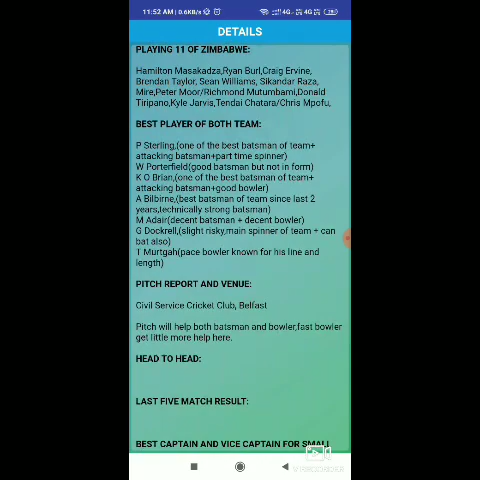 11:52 AM | 0.6KB/s
4G 4G
DETAILS
PLAYING 11 OF ZIMBABWE:
Hamilton Masakadza,Ryan Burl,Craig Ervine,
Brendan Taylor, Sean Williams, Sikandar Raza,
Mire,Peter Moor/Richmond Mutumbami,Donald
Tiripano,Kyle Jarvis,Tendai Chatara/Chris Mpofu,
BEST PLAYER OF BOTH TEAM:
P Sterling,(one of the best batsman of team+
attacking batsman+part time spinner)
W Porterfield(good batsman but not in form)
K O Brian,(one of the best batsman of team+
attacking batsman+good bowler)
A Bilbirne,(best batsman of team since last 2
years,technically strong batsman)
M Adair(decent batsman + decent bowler)
G Dockrell,(slight risky,main spinner of team + can
bat also)
T Murtgah(pace bowler known for his line and
length)
PITCH REPORT AND VENUE:
Civil Service Cricket Club, Belfast
Pitch will help both batsman and bowler,fast bowler
get little more help here.
HEAD TO HEAD:
LAST FIVE MATCH RESULT:
BEST CAPTAIN AND VICE CAPTAIN FOR SMALL